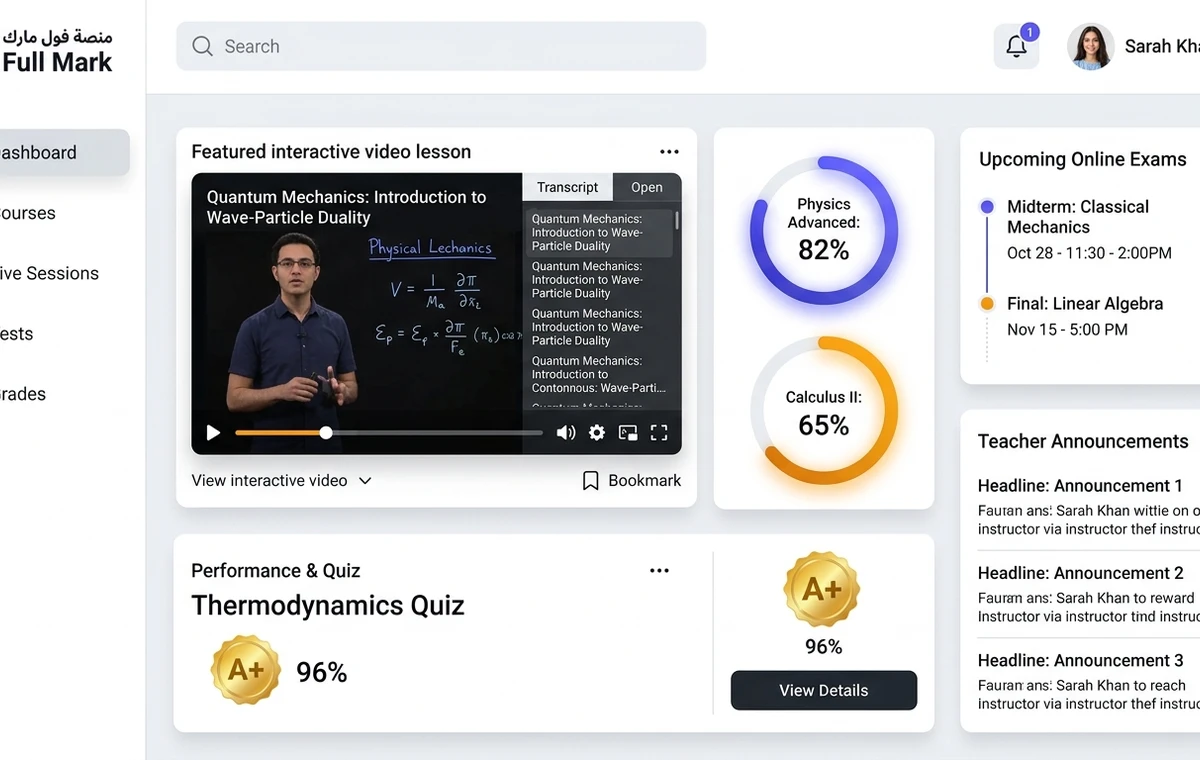 منصة فول مارك
Full Mark
Search
1
Sarah Kha
ashboard
ourses
ive Sessions
ests
rades
Featured interactive video lesson
Quantum Mechanics: Introduction to
Wave-Particle Duality
Physical Lechanics
V = 1/Ma ∂π/∂x₂
Transcript
Open
Quantum Mechanics:
Introduction to Wave-
Particle Duality
Quantum Mechanics:
Introduction to Wave-
Particle Duality
Quantum Mechanics:
Introduction to Wave-
Particle Duality
Quantum Mechanics:
Introduction to
Contonnous: Wave-Parti...
View interactive video
Bookmark
Physics
Advanced:
82%
Calculus II:
65%
Upcoming Online Exams
Midterm: Classical
Mechanics
Oct 28 - 11:30 - 2:00PM
Final: Linear Algebra
Nov 15 - 5:00 PM
Performance & Quiz
Thermodynamics Quiz
A+
96%
A+
96%
View Details
Teacher Announcements
Headline: Announcement 1
Fauran ans: Sarah Khan wittie on o
instructor via instructor thef instruc
Headline: Announcement 2
Fauram ans: Sarah Khan to reward
Instructor via instructor tind instruc
Headline: Announcement 3
Fauran ans: Sarah Khan to reach
instructor via instructor thef instruc